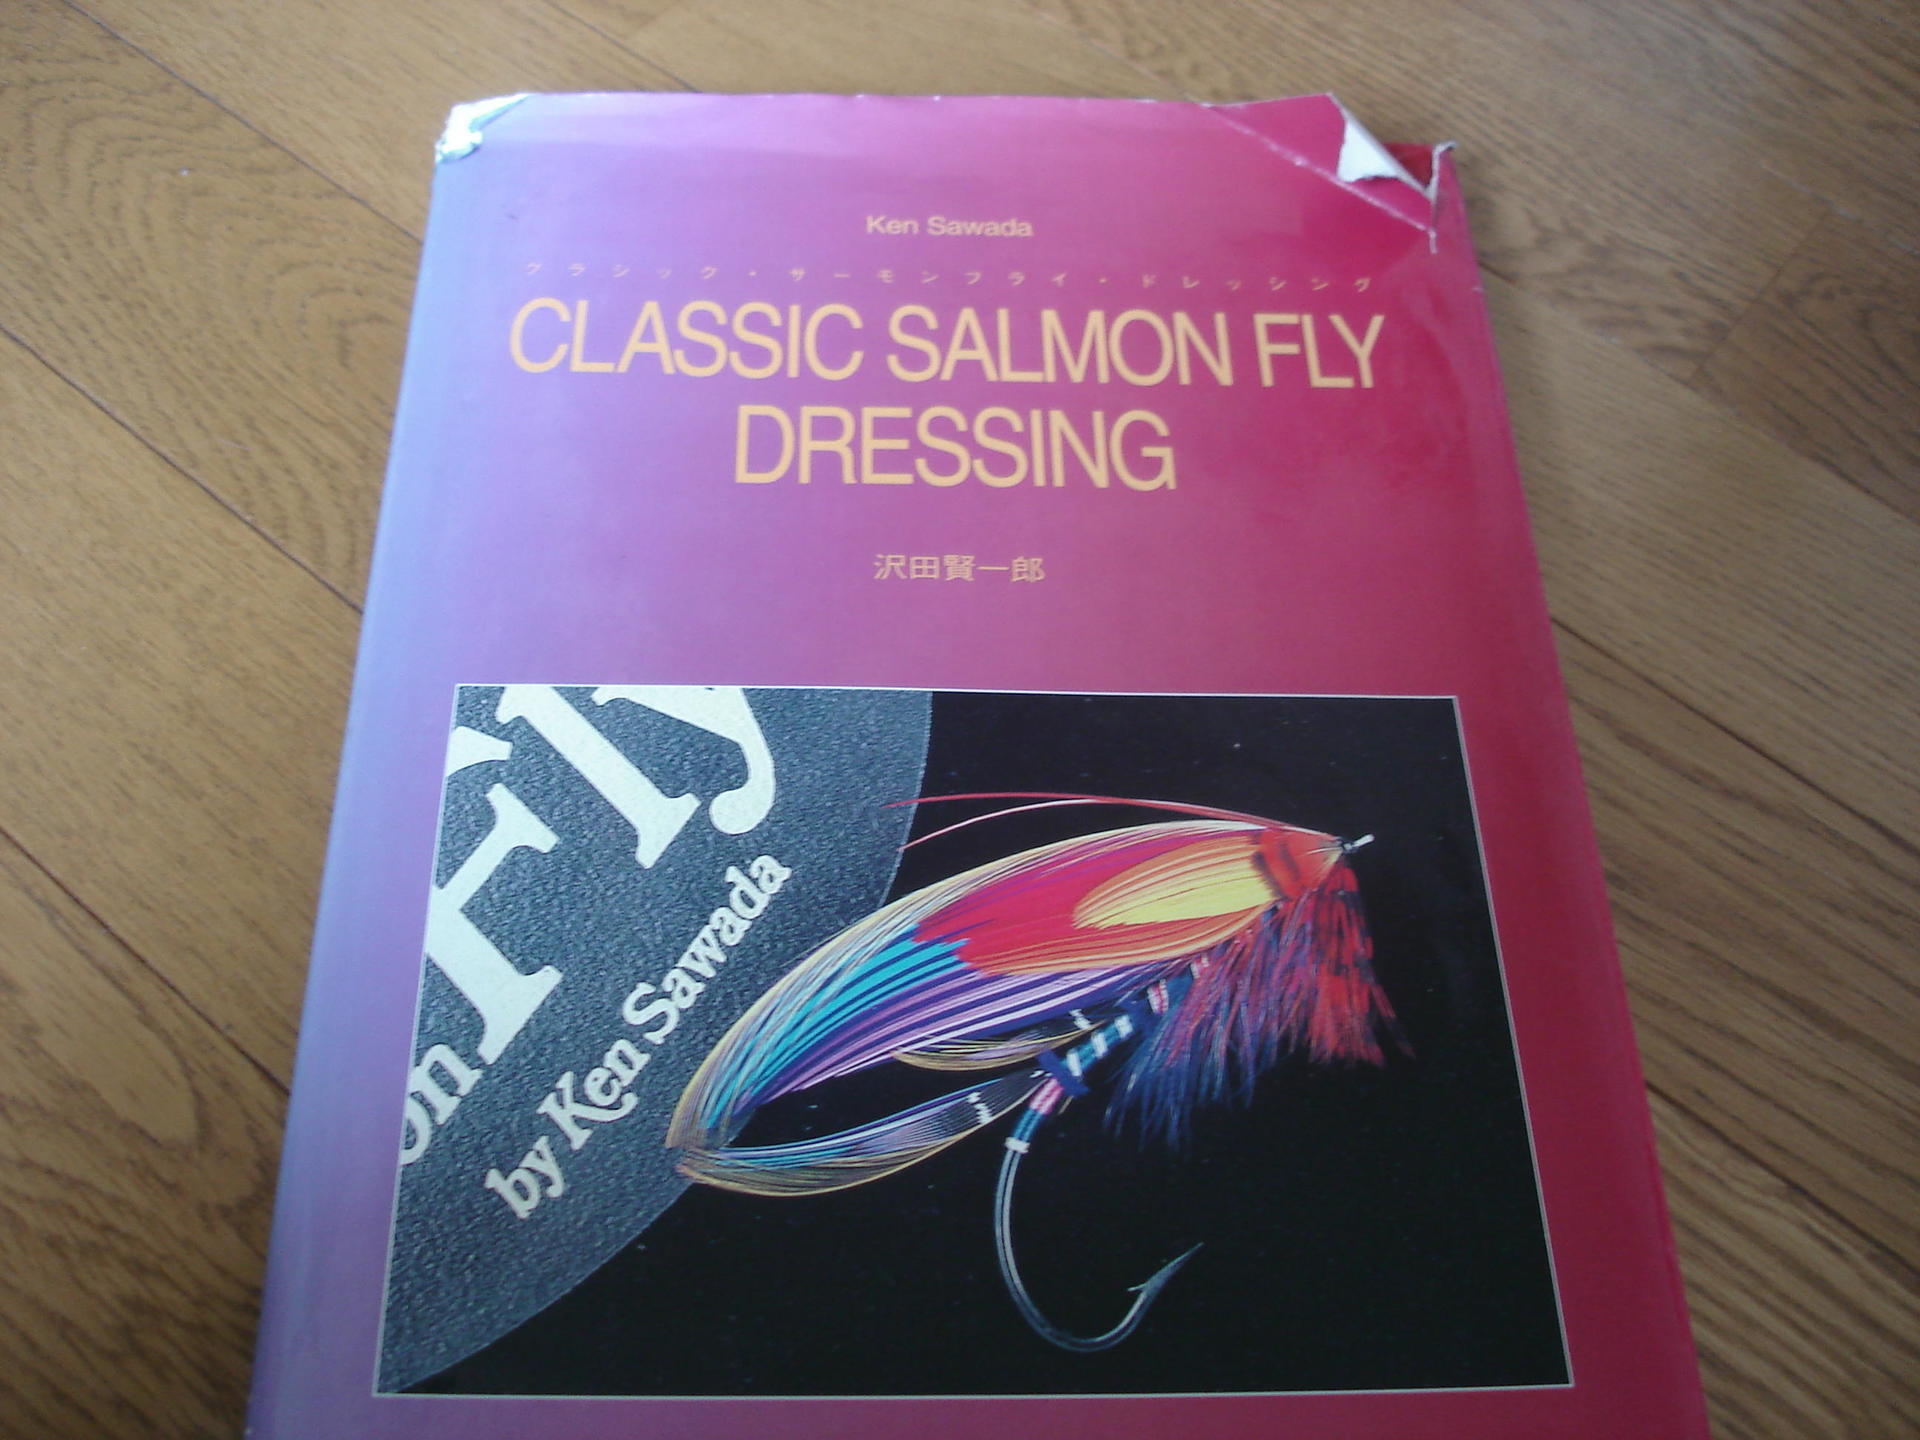 Ken Sawada
クラシック・サーモンフライ・ドレッシング
CLASSIC SALMON FLY
DRESSING
沢田賢一郎
Fly
on
by Ken Sawada